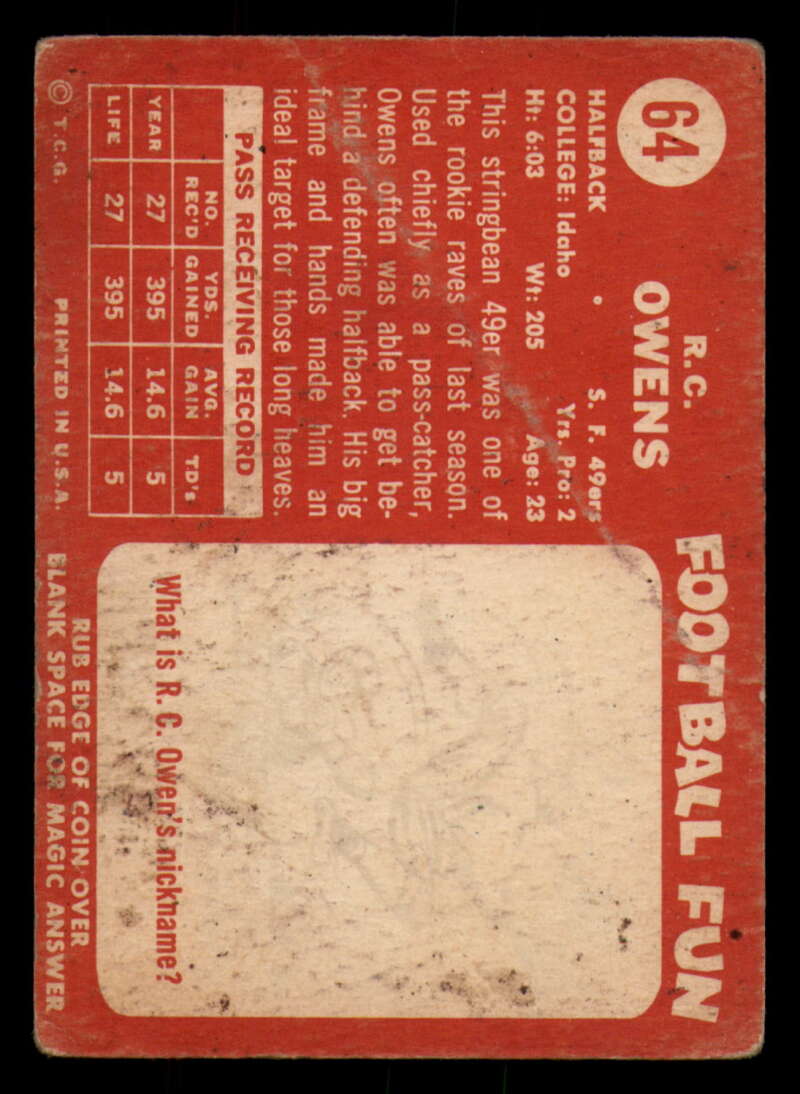 64
R.C.
OWENS
HALFBACK • S. F. 49ers
COLLEGE: Idaho Yrs. Pro: 2
Ht: 6:03 Wt: 205 Age: 23
This stringbean 49er was one of
the rookie raves of last season.
Used chiefly as a pass-catcher,
Owens often was able to get be-
hind a defending halfback. His big
frame and hands made him an
ideal target for those long heaves.
PASS RECEIVING RECORD
NO. YDS. AVG.
REC'D GAINED GAIN TD's
YEAR 27 395 14.6 5
LIFE 27 395 14.6 5
© T.C.G. PRINTED IN U.S.A.
FOOTBALL FUN
What is R. C. Owen's nickname?
RUB EDGE OF COIN OVER
BLANK SPACE FOR MAGIC ANSWER